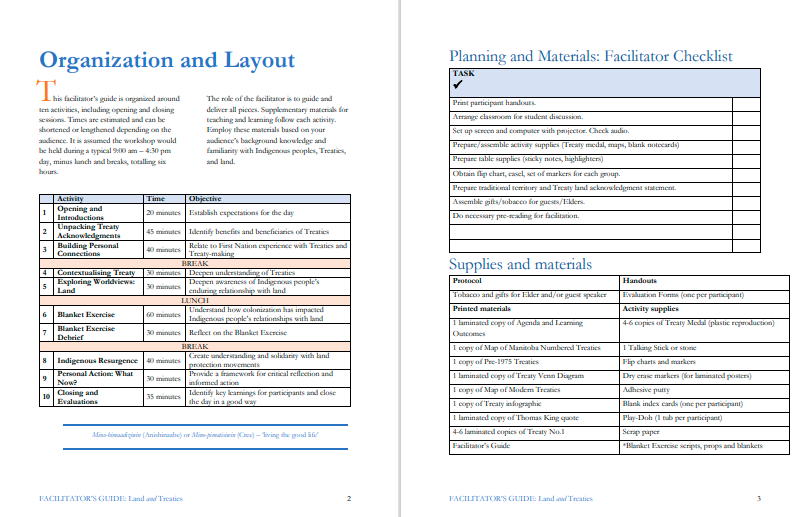 Organization and Layout
This facilitator's guide is organized around
ten activities, including opening and closing
sessions. Times are estimated and can be
shortened or lengthened depending on the
audience. It is assumed the workshop would
be held during a typical 9:00 am – 4:30 pm
day, minus lunch and breaks, totalling six
hours.
The role of the facilitator is to guide and
deliver all pieces. Supplementary materials for
teaching and learning follow each activity.
Employ these materials based on your
audience's background knowledge and
familiarity with Indigenous peoples, Treaties,
and land.
Activity Time Objective
1 Opening and Introductions 20 minutes Establish expectations for the day
2 Unpacking Treaty Acknowledgments 45 minutes Identify benefits and beneficiaries of Treaties
3 Building Personal Connections 40 minutes Relate to First Nation experience with Treaties and Treaty-making
BREAK
4 Contextualising Treaty 30 minutes Deepen understanding of Treaties
5 Exploring Worldviews: Land 30 minutes Deepen awareness of Indigenous people's enduring relationship with land
LUNCH
6 Blanket Exercise 60 minutes Understand how colonization has impacted Indigenous people's relationships with land
7 Blanket Exercise Debrief 30 minutes Reflect on the Blanket Exercise
BREAK
8 Indigenous Resurgence 40 minutes Create understanding and solidarity with land protection movements
9 Personal Action: What Now? 30 minutes Provide a framework for critical reflection and informed action
10 Closing and Evaluations 35 minutes Identify key learnings for participants and close the day in a good way
Mino-bimaadiziwin (Anishinaabe) or Mino-pimatisiwin (Cree) – 'living the good life'
FACILITATOR'S GUIDE: Land and Treaties 2
Planning and Materials: Facilitator Checklist
TASK
✓
Print participant handouts.
Arrange classroom for student discussion.
Set up screen and computer with projector. Check audio.
Prepare/assemble activity supplies (Treaty medal, maps, blank notecards)
Prepare table supplies (sticky notes, highlighters)
Obtain flip chart, easel, set of markers for each group.
Prepare traditional territory and Treaty land acknowledgment statement.
Assemble gifts/tobacco for guests/Elders.
Do necessary pre-reading for facilitation.
Supplies and materials
Protocol Handouts
Tobacco and gifts for Elder and/or guest speaker Evaluation Forms (one per participant)
Printed materials Activity supplies
1 laminated copy of Agenda and Learning Outcomes 4-6 copies of Treaty Medal (plastic reproduction)
1 copy of Map of Manitoba Numbered Treaties 1 Talking Stick or stone
1 copy of Pre-1975 Treaties Flip charts and markers
1 laminated copy of Treaty Venn Diagram Dry erase markers (for laminated posters)
1 copy of Map of Modern Treaties Adhesive putty
1 copy of Treaty infographic Blank index cards (one per participant)
1 laminated copy of Thomas King quote Play-Doh (1 tub per participant)
4-6 laminated copies of Treaty No.1 Scrap paper
Facilitator's Guide *Blanket Exercise scripts, props and blankets
FACILITATOR'S GUIDE: Land and Treaties 3